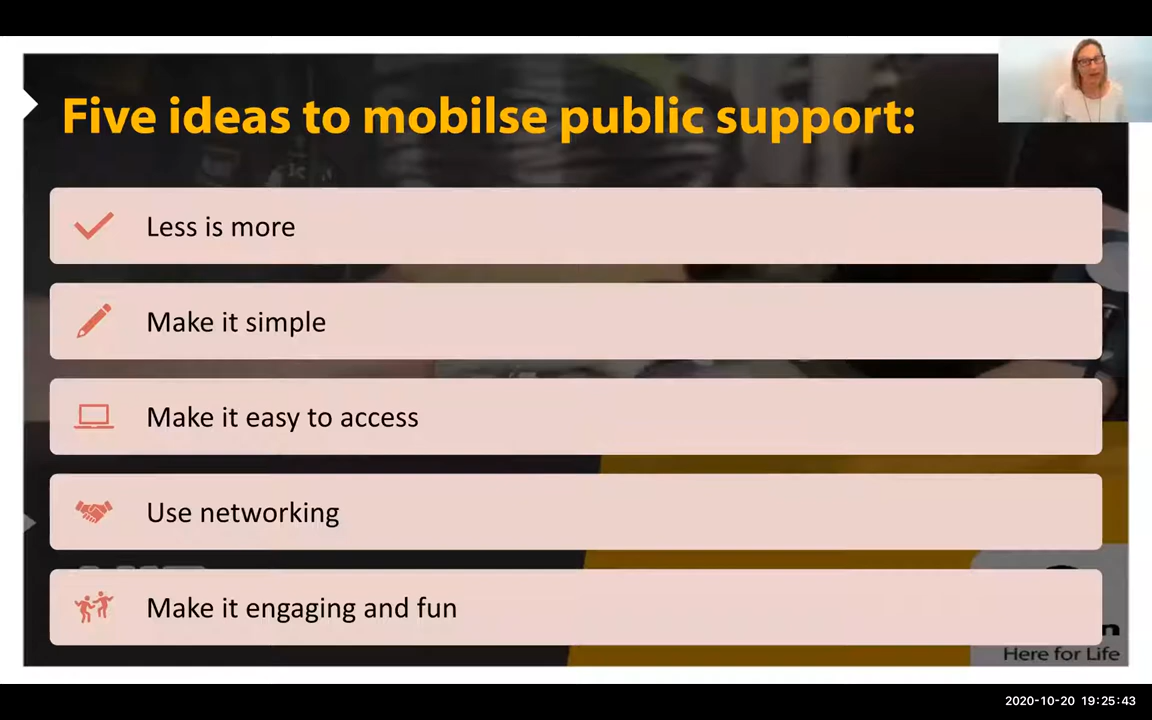 Five ideas to mobilse public support:
Less is more
Make it simple
Make it easy to access
Use networking
Make it engaging and fun
Here for Life
2020-10-20 19:25:43